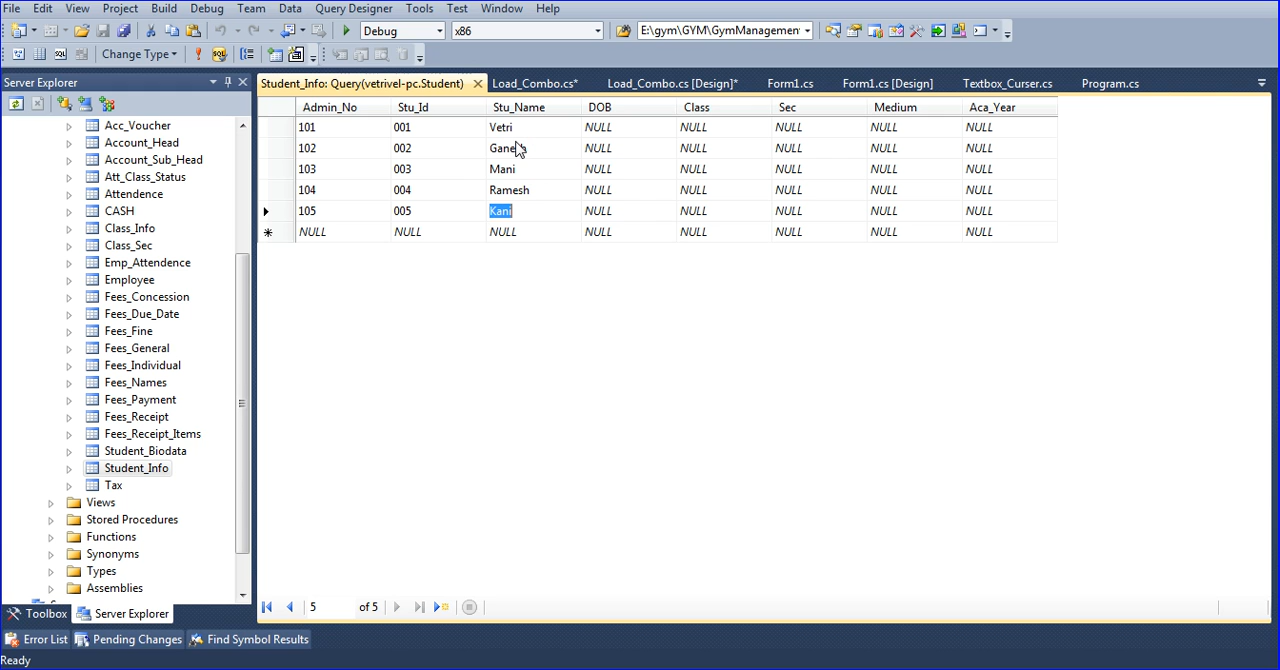 File Edit View Project Build Debug Team Data Query Designer Tools Test Window Help
Debug x86 E:\gym\GYM\GymManagemen
SQL Change Type SQL
Server Explorer
Student_Info: Query(vetrivel-pc.Student) Load_Combo.cs* Load_Combo.cs [Design]* Form1.cs Form1.cs [Design] Textbox_Curser.cs Program.cs
Acc_Voucher
Account_Head
Account_Sub_Head
Att_Class_Status
Attendence
CASH
Class_Info
Class_Sec
Emp_Attendence
Employee
Fees_Concession
Fees_Due_Date
Fees_Fine
Fees_General
Fees_Individual
Fees_Names
Fees_Payment
Fees_Receipt
Fees_Receipt_Items
Student_Biodata
Student_Info
Tax
Views
Stored Procedures
Functions
Synonyms
Types
Assemblies
Admin_No Stu_Id Stu_Name DOB Class Sec Medium Aca_Year
101 001 Vetri NULL NULL NULL NULL NULL
102 002 NULL NULL NULL NULL NULL
103 003 Mani NULL NULL NULL NULL NULL
104 004 Ramesh NULL NULL NULL NULL NULL
105 005 Kani NULL NULL NULL NULL NULL
NULL NULL NULL NULL NULL NULL NULL NULL
5 of 5
Toolbox Server Explorer
Error List Pending Changes Find Symbol Results
Ready